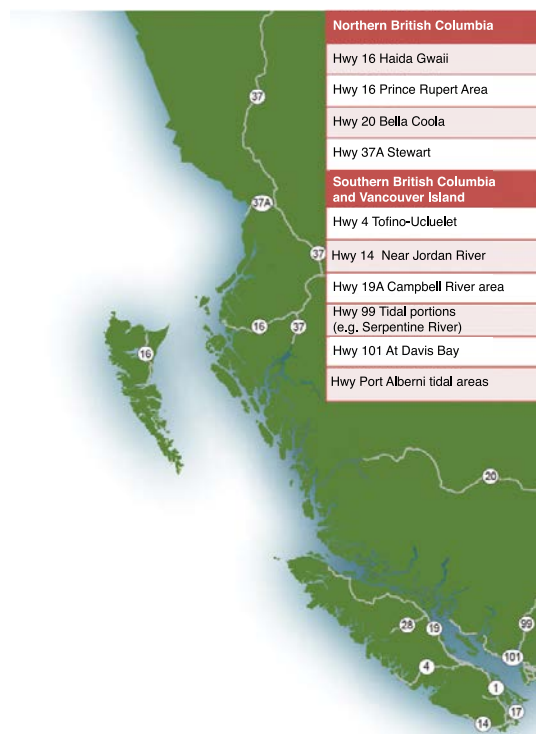 Northern British Columbia
Hwy 16 Haida Gwaii
Hwy 16 Prince Rupert Area
Hwy 20 Bella Coola
Hwy 37A Stewart
Southern British Columbia
and Vancouver Island
Hwy 4 Tofino-Ucluelet
Hwy 14 Near Jordan River
Hwy 19A Campbell River area
Hwy 99 Tidal portions
(e.g. Serpentine River)
Hwy 101 At Davis Bay
Hwy Port Alberni tidal areas
37
37A
37
16
37
16
20
28
19
99
101
4
1
17
14